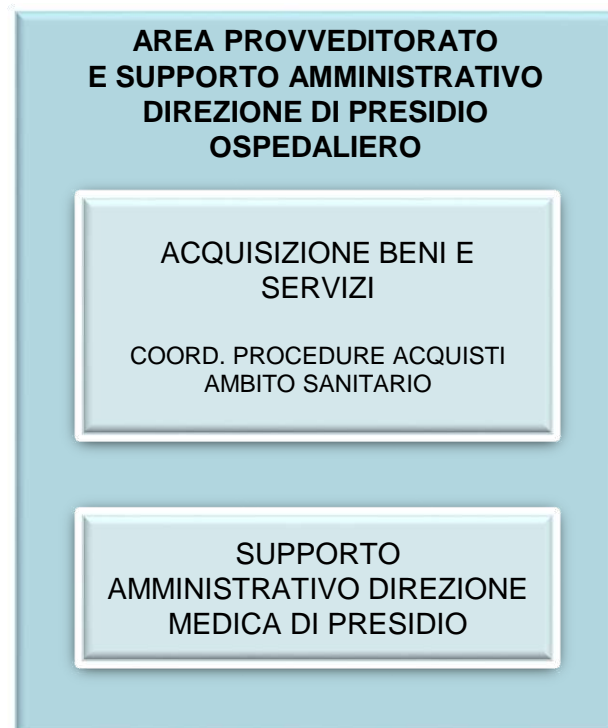 AREA PROVVEDITORATO
E SUPPORTO AMMINISTRATIVO
DIREZIONE DI PRESIDIO
OSPEDALIERO
ACQUISIZIONE BENI E
SERVIZI
COORD. PROCEDURE ACQUISTI
AMBITO SANITARIO
SUPPORTO
AMMINISTRATIVO DIREZIONE
MEDICA DI PRESIDIO